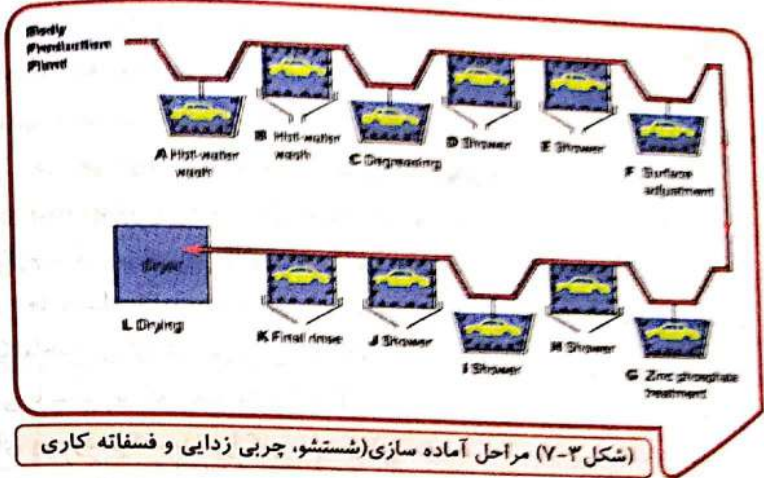 Body
Production
Plant
A Hot-water
wash
B Hot-water
wash
C Degreasing
D Shower
E Shower
F Surface
adjustment
L Drying
K Final rinse
J Shower
I Shower
H Shower
G Zinc phosphate
treatment
(شکل ۳-۷) مراحل آماده سازی(شستشو، چربی زدایی و فسفاته کاری